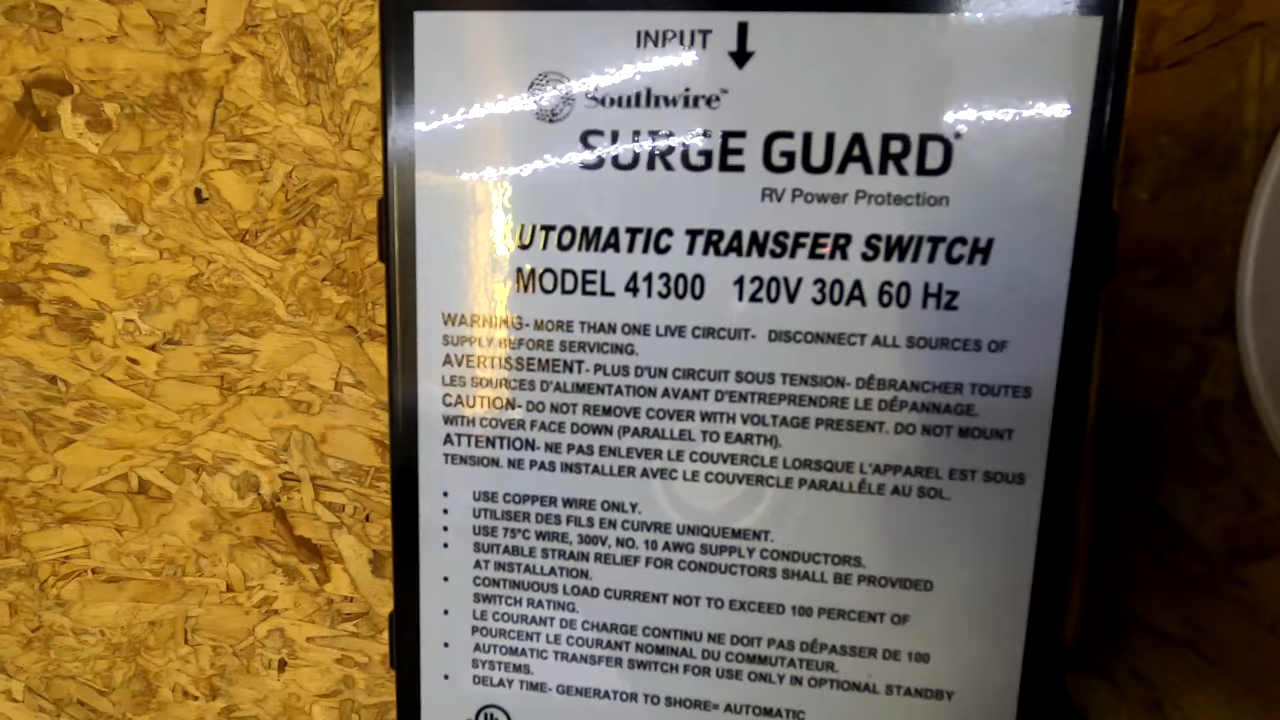 INPUT
Southwire™
SURGE GUARD®
RV Power Protection
UTOMATIC TRANSFER SWITCH
MODEL 41300 120V 30A 60 Hz
WARNING- MORE THAN ONE LIVE CIRCUIT- DISCONNECT ALL SOURCES OF
SUPPLY BEFORE SERVICING.
AVERTISSEMENT- PLUS D'UN CIRCUIT SOUS TENSION- DÉBRANCHER TOUTES
LES SOURCES D'ALIMENTATION AVANT D'ENTREPRENDRE LE DÉPANNAGE.
CAUTION- DO NOT REMOVE COVER WITH VOLTAGE PRESENT. DO NOT MOUNT
WITH COVER FACE DOWN (PARALLEL TO EARTH).
ATTENTION- NE PAS ENLEVER LE COUVERCLE LORSQUE L'APPAREIL EST SOUS
TENSION. NE PAS INSTALLER AVEC LE COUVERCLE PARALLÊLE AU SOL.
• USE COPPER WIRE ONLY.
• UTILISER DES FILS EN CUIVRE UNIQUEMENT.
• USE 75°C WIRE, 300V, NO. 10 AWG SUPPLY CONDUCTORS.
• SUITABLE STRAIN RELIEF FOR CONDUCTORS SHALL BE PROVIDED
AT INSTALLATION.
• CONTINUOUS LOAD CURRENT NOT TO EXCEED 100 PERCENT OF
SWITCH RATING.
• LE COURANT DE CHARGE CONTINU NE DOIT PAS DÉPASSER DE 100
POURCENT LE COURANT NOMINAL DU COMMUTATEUR.
• AUTOMATIC TRANSFER SWITCH FOR USE ONLY IN OPTIONAL STANDBY
SYSTEMS.
• DELAY TIME- GENERATOR TO SHORE= AUTOMATIC